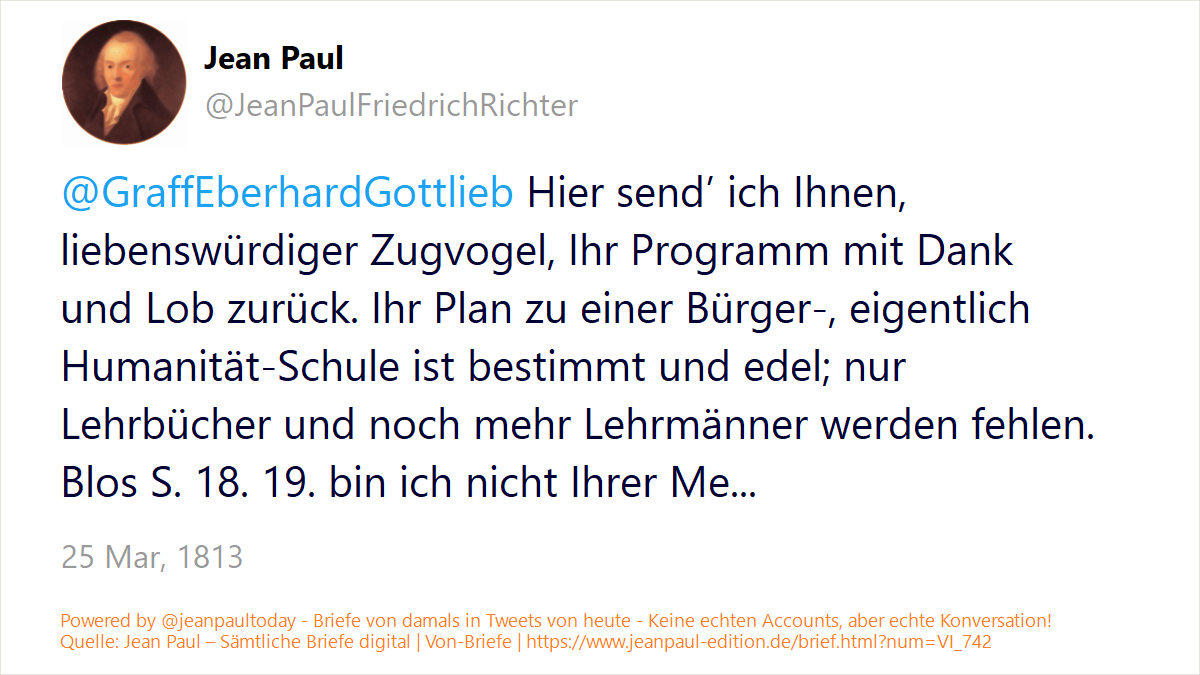 Jean Paul
@JeanPaulFriedrichRichter
@GraffEberhardGottlieb Hier send’ ich Ihnen,
liebenswürdiger Zugvogel, Ihr Programm mit Dank
und Lob zurück. Ihr Plan zu einer Bürger-, eigentlich
Humanität-Schule ist bestimmt und edel; nur
Lehrbücher und noch mehr Lehrmänner werden fehlen.
Blos S. 18. 19. bin ich nicht Ihrer Me...
25 Mar, 1813
Powered by @jeanpaultoday - Briefe von damals in Tweets von heute - Keine echten Accounts, aber echte Konversation!
Quelle: Jean Paul – Sämtliche Briefe digital | Von-Briefe | https://www.jeanpaul-edition.de/brief.html?num=VI_742